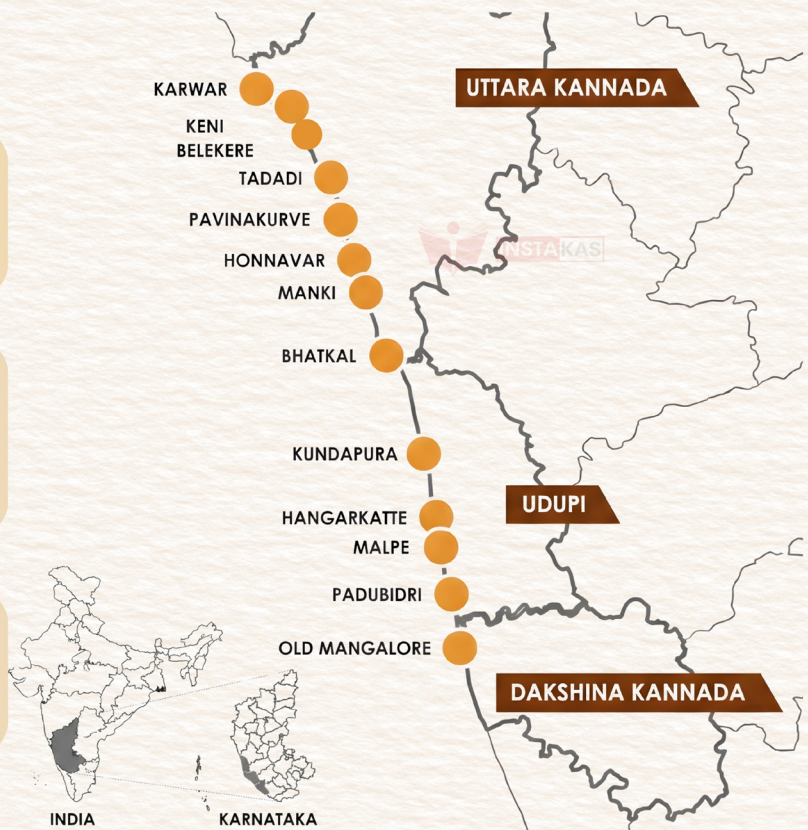 KARWAR
UTTARA KANNADA
KENI
BELEKERE
TADADI
PAVINAKURVE
INSTAKAS
HONNAVAR
MANKI
BHATKAL
KUNDAPURA
UDUPI
HANGARKATTE
MALPE
PADUBIDRI
OLD MANGALORE
DAKSHINA KANNADA
INDIA
KARNATAKA